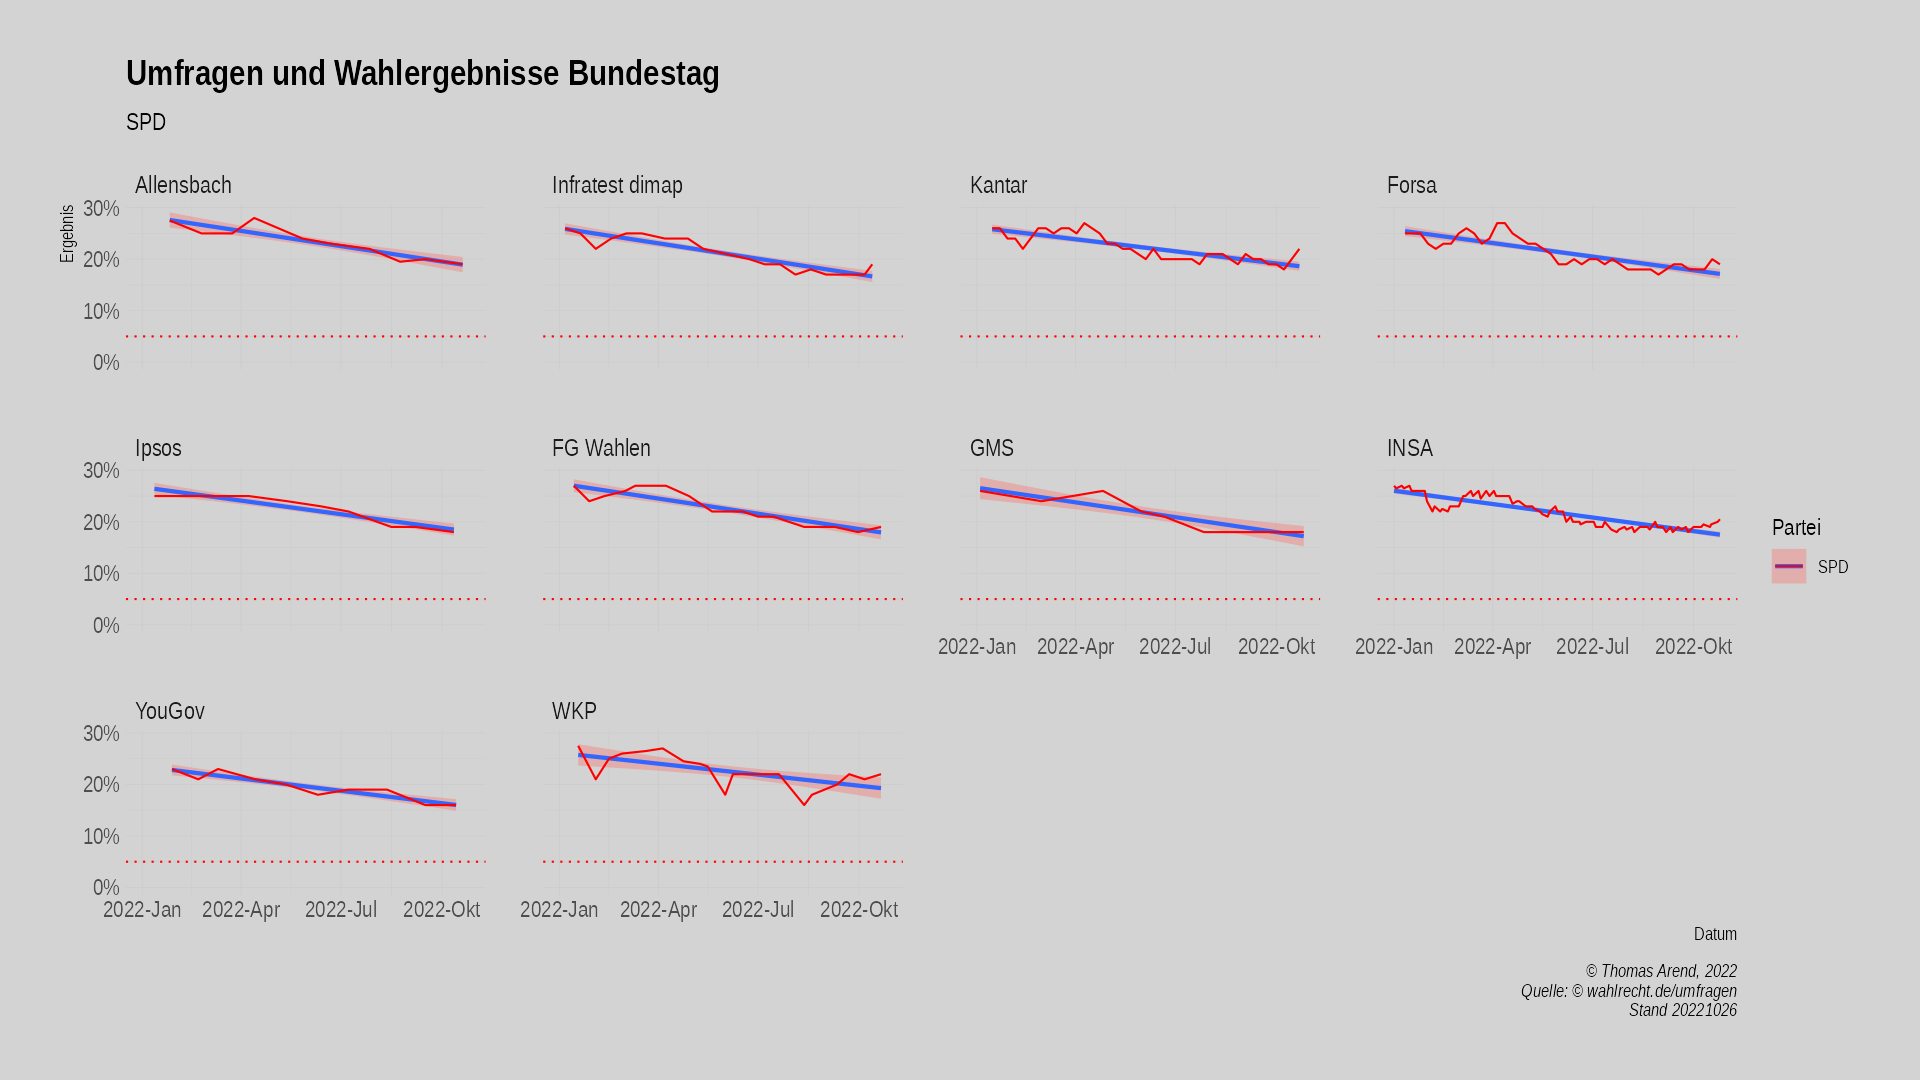 Umfragen und Wahlergebnisse Bundestag
SPD
Allensbach
Infratest dimap
Kantar
Forsa
Ergebnis
30%
20%
10%
0%
Ipsos
FG Wahlen
GMS
INSA
30%
20%
10%
0%
2022-Jan 2022-Apr 2022-Jul 2022-Okt
2022-Jan 2022-Apr 2022-Jul 2022-Okt
Partei
SPD
YouGov
WKP
30%
20%
10%
0%
2022-Jan 2022-Apr 2022-Jul 2022-Okt
2022-Jan 2022-Apr 2022-Jul 2022-Okt
Datum
© Thomas Arend, 2022
Quelle: © wahlrecht.de/umfragen
Stand 20221026